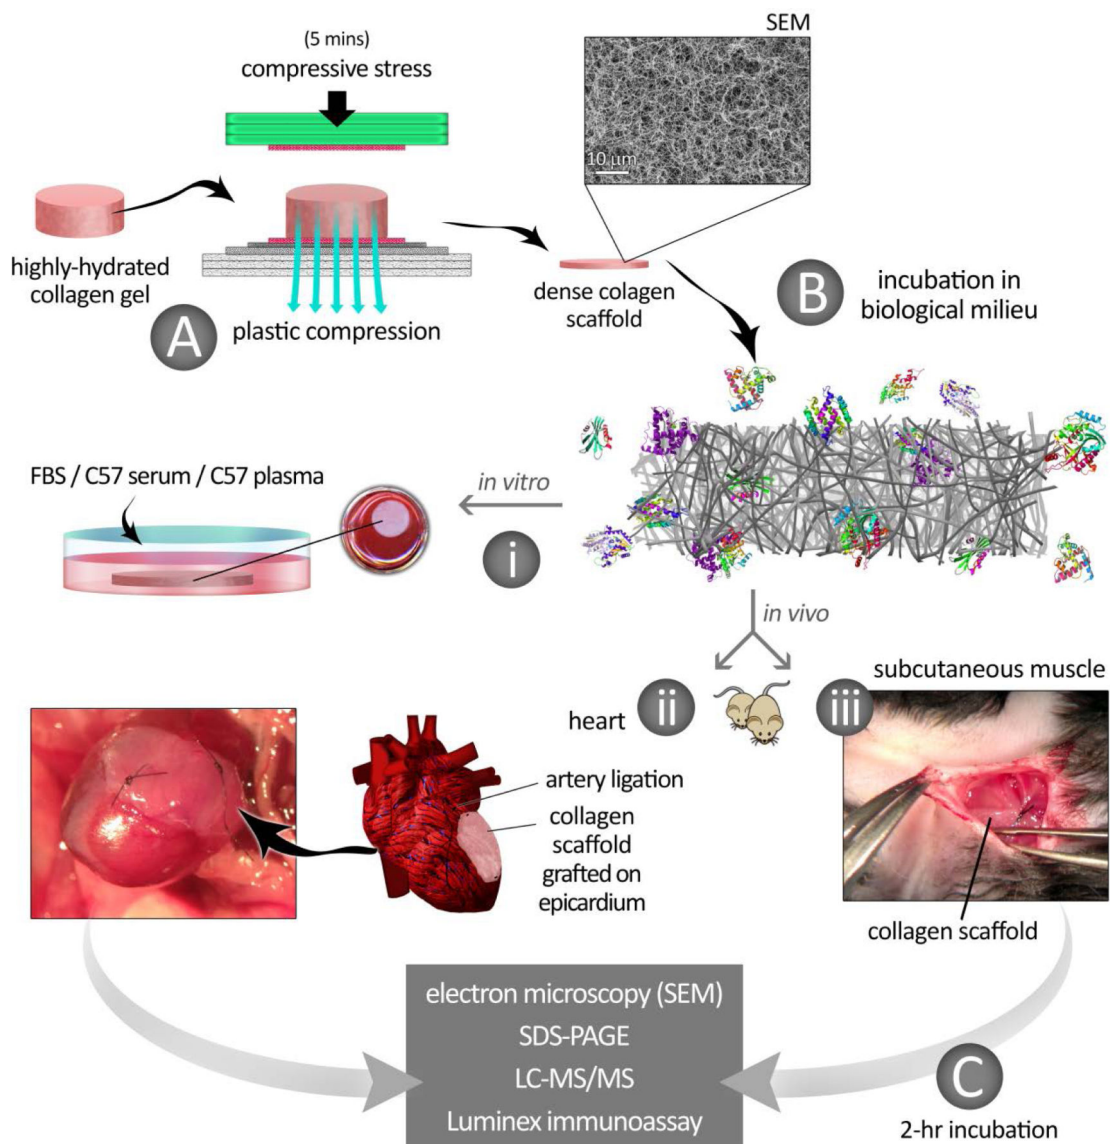 SEM
(5 mins)
compressive stress
10 µm
highly-hydrated
collagen gel
A
plastic compression
dense colagen
scaffold
B
incubation in
biological milieu
FBS / C57 serum / C57 plasma
in vitro
i
in vivo
heart
ii
iii
subcutaneous muscle
artery ligation
collagen
scaffold
grafted on
epicardium
collagen scaffold
electron microscopy (SEM)
SDS-PAGE
LC-MS/MS
Luminex immunoassay
C
2-hr incubation